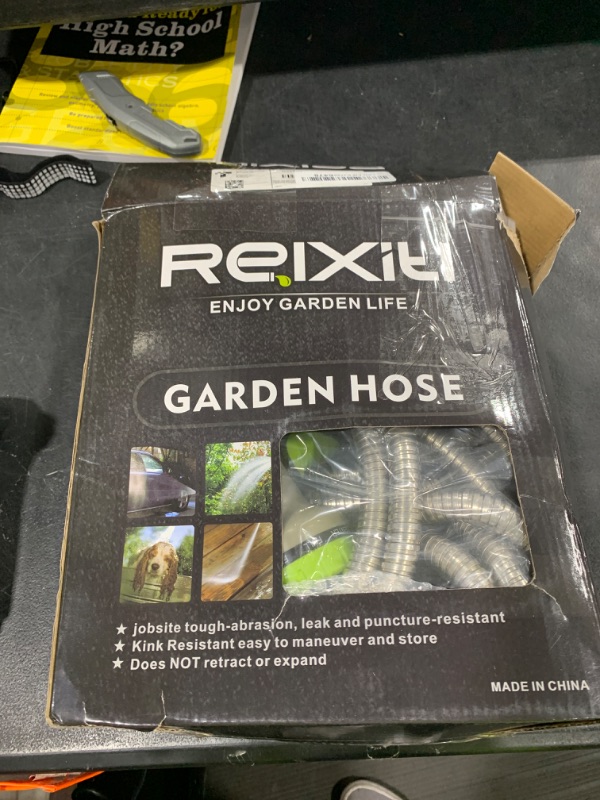 High School
Math?
REIXIT
ENJOY GARDEN LIFE
GARDEN HOSE
★ jobsite tough-abrasion, leak and puncture-resistant
★ Kink Resistant easy to maneuver and store
★ Does NOT retract or expand
MADE IN CHINA